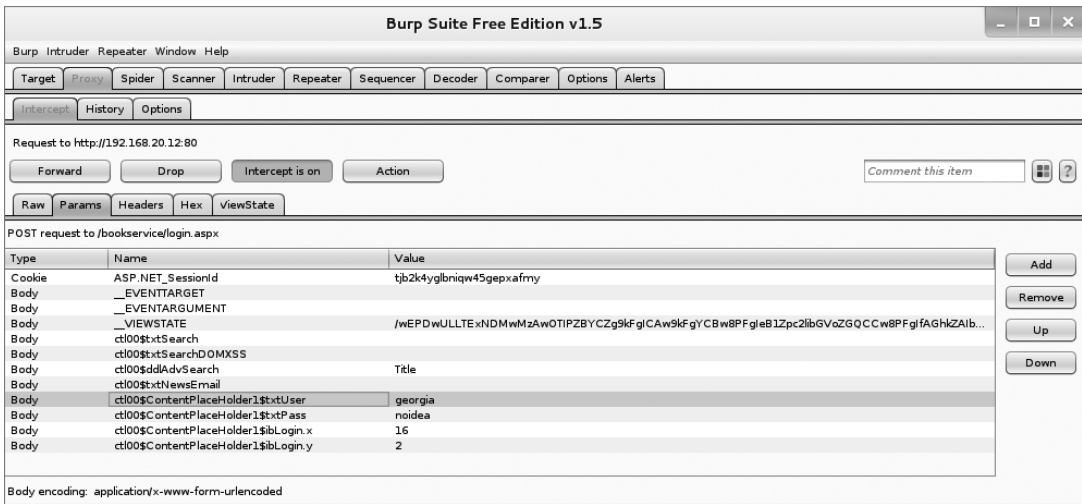 Burp Suite Free Edition v1.5
Burp Intruder Repeater Window Help
Target Proxy Spider Scanner Intruder Repeater Sequencer Decoder Comparer Options Alerts
Intercept History Options
Request to http://192.168.20.12:80
Forward Drop Intercept is on Action Comment this item ?
Raw Params Headers Hex ViewState
POST request to /bookservice/login.aspx
Type Name Value
Cookie ASP.NET_SessionId tjb2k4yglbniqw45gepxafmy
Body __EVENTTARGET
Body __EVENTARGUMENT
Body __VIEWSTATE
Body ctl00$txtSearch
Body ctl00$txtSearchDOMXSS
Body ctl00$ddlAdvSearch Title
Body ctl00$txtNewsEmail
Body ctl00$ContentPlaceHolder1$txtUser georgia
Body ctl00$ContentPlaceHolder1$txtPass noidea
Body ctl00$ContentPlaceHolder1$ibLogin.x 16
Body ctl00$ContentPlaceHolder1$ibLogin.y 2
Add
Remove
Up
Down
Body encoding: application/x-www-form-urlencoded